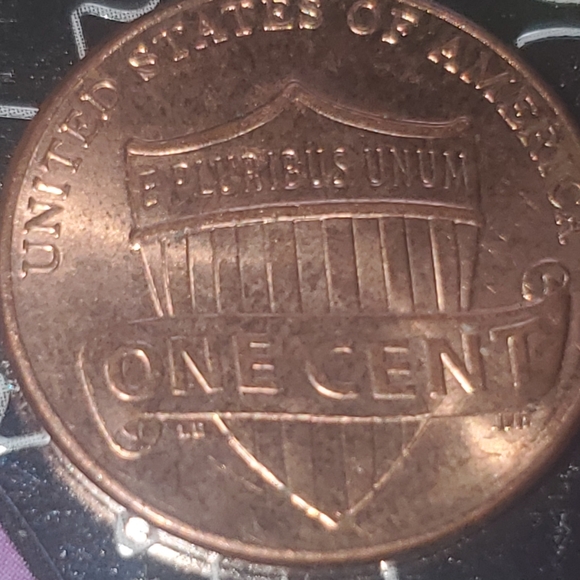 UNITED STATES OF AMERICA
E PLURIBUS UNUM
ONE CENT